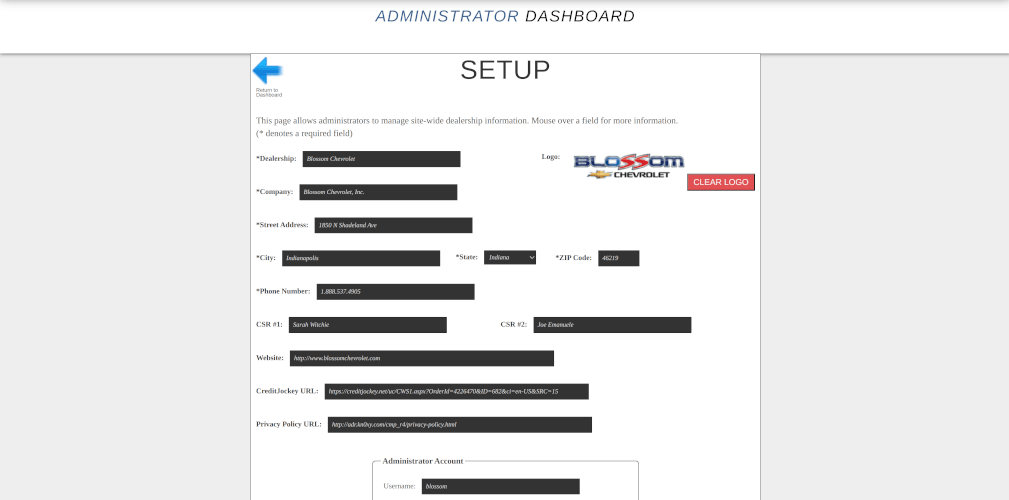 ADMINISTRATOR DASHBOARD
SETUP
Return to
Dashboard
This page allows administrators to manage site-wide dealership information. Mouse over a field for more information.
(* denotes a required field)
*Dealership: Blossom Chevrolet
Logo: BLOSSOM
CHEVROLET
CLEAR LOGO
*Company: Blossom Chevrolet, Inc.
*Street Address: 1850 N Shadeland Ave
*City: Indianapolis *State: Indiana *ZIP Code: 46219
*Phone Number: 1.888.537.4905
CSR #1: Sarah Witchie CSR #2: Joe Emanuele
Website: http://www.blossomchevrolet.com
CreditJockey URL: https://creditjockey.net/uc/CWS1.aspx?OrderId=4226470&ID=682&ci=en-US&SRC=15
Privacy Policy URL: http://adr.kn0xy.com/cmp_r4/privacy-policy.html
Administrator Account
Username: blossom